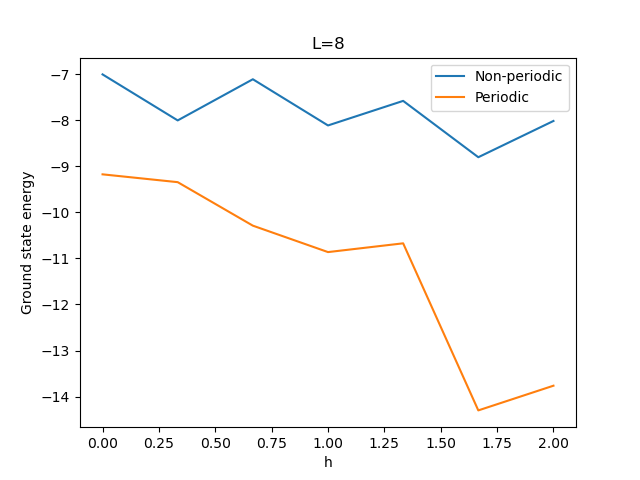 L=8
Non-periodic
Periodic
Ground state energy
−7
−8
−9
−10
−11
−12
−13
−14
0.00 0.25 0.50 0.75 1.00 1.25 1.50 1.75 2.00
h